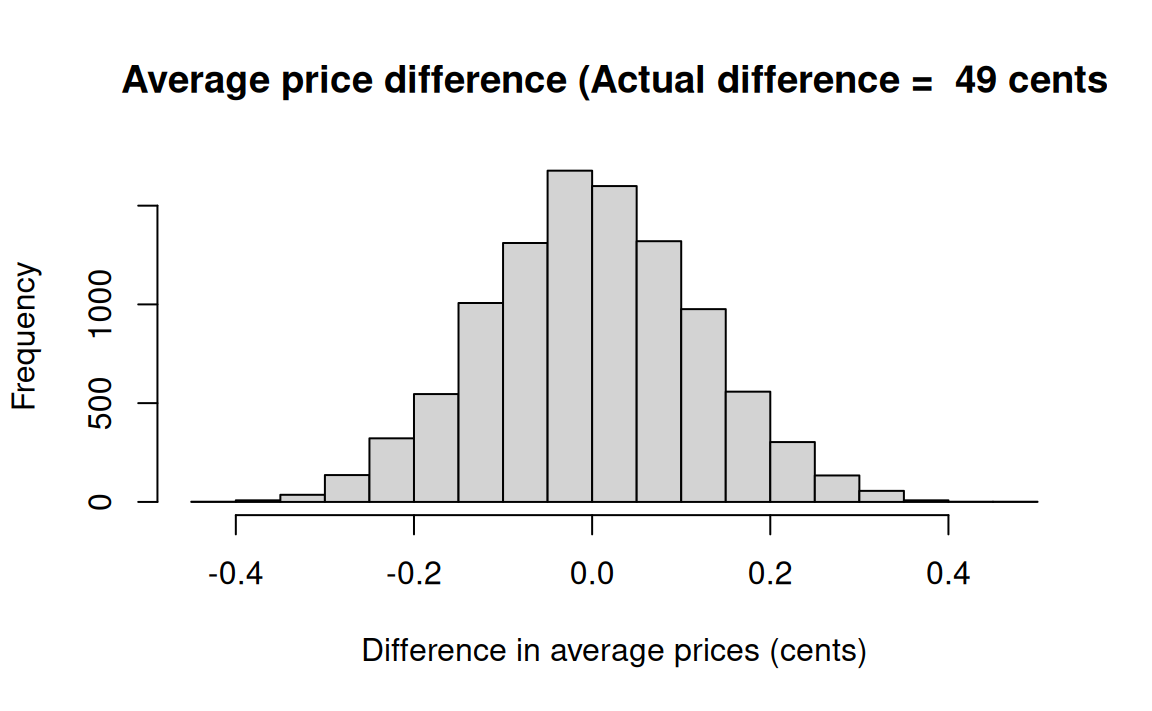 Average price difference (Actual difference =  49 cents
Frequency
0 500 1000
-0.4 -0.2 0.0 0.2 0.4
Difference in average prices (cents)